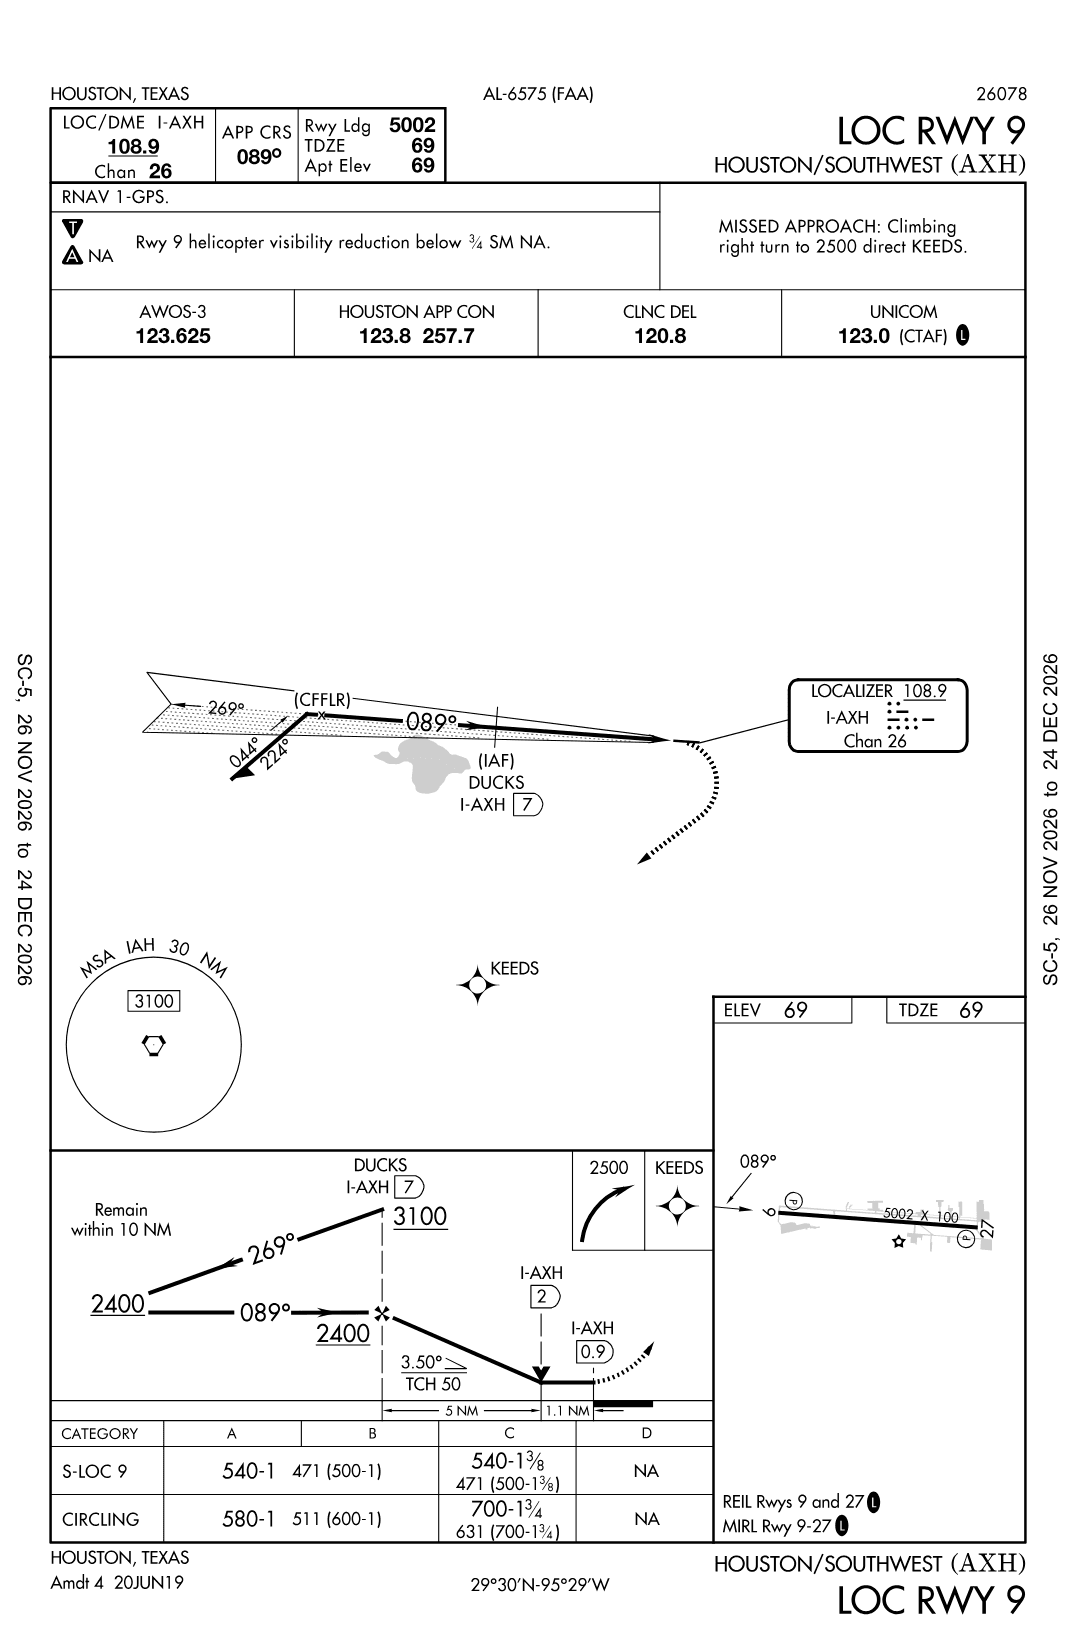 HOUSTON, TEXAS
AL-6575 (FAA)
26078
LOC/DME I-AXH
108.9
Chan 26
APP CRS
089°
Rwy Ldg 5002
TDZE 69
Apt Elev 69
LOC RWY 9
HOUSTON/SOUTHWEST (AXH)
RNAV 1-GPS.
T
A NA
Rwy 9 helicopter visibility reduction below ¾ SM NA.
MISSED APPROACH: Climbing
right turn to 2500 direct KEEDS.
AWOS-3
123.625
HOUSTON APP CON
123.8 257.7
CLNC DEL
120.8
UNICOM
123.0 (CTAF) L
SC-5, 26 NOV 2026 to 24 DEC 2026
SC-5, 26 NOV 2026 to 24 DEC 2026
269°
(CFFLR)
X
089°
044°
224°
(IAF)
DUCKS
I-AXH 7
LOCALIZER 108.9
I-AXH
Chan 26
MSA IAH 30 NM
3100
KEEDS
ELEV 69
TDZE 69
089°
9
P
5002 X 100
P
27
REIL Rwys 9 and 27 L
MIRL Rwy 9-27 L
DUCKS
I-AXH 7
Remain
within 10 NM
3100
269°
2400
089°
2400
2500
KEEDS
I-AXH
2
I-AXH
0.9
3.50°
TCH 50
5 NM
1.1 NM
CATEGORY A B C D
S-LOC 9 540-1 471 (500-1) 540-1⅜ 471 (500-1⅜) NA
CIRCLING 580-1 511 (600-1) 700-1¾ 631 (700-1¾) NA
HOUSTON, TEXAS
Amdt 4 20JUN19
29°30'N-95°29'W
HOUSTON/SOUTHWEST (AXH)
LOC RWY 9